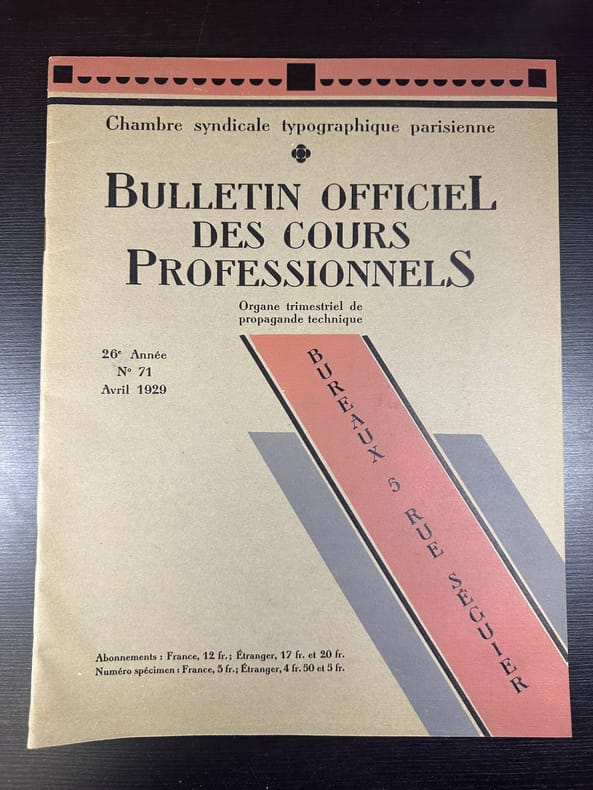 Chambre syndicale typographique parisienne
BULLETIN OFFICIEL
DES COURS
PROFESSIONNELS
Organe trimestriel de
propagande technique
26e Année
No 71
Avril 1929
BUREAUX 5 RUE SÉGUIER
Abonnements : France, 12 fr.; Étranger, 17 fr. et 20 fr.
Numéro spécimen : France, 3 fr.; Étranger, 4 fr. 50 et 5 fr.